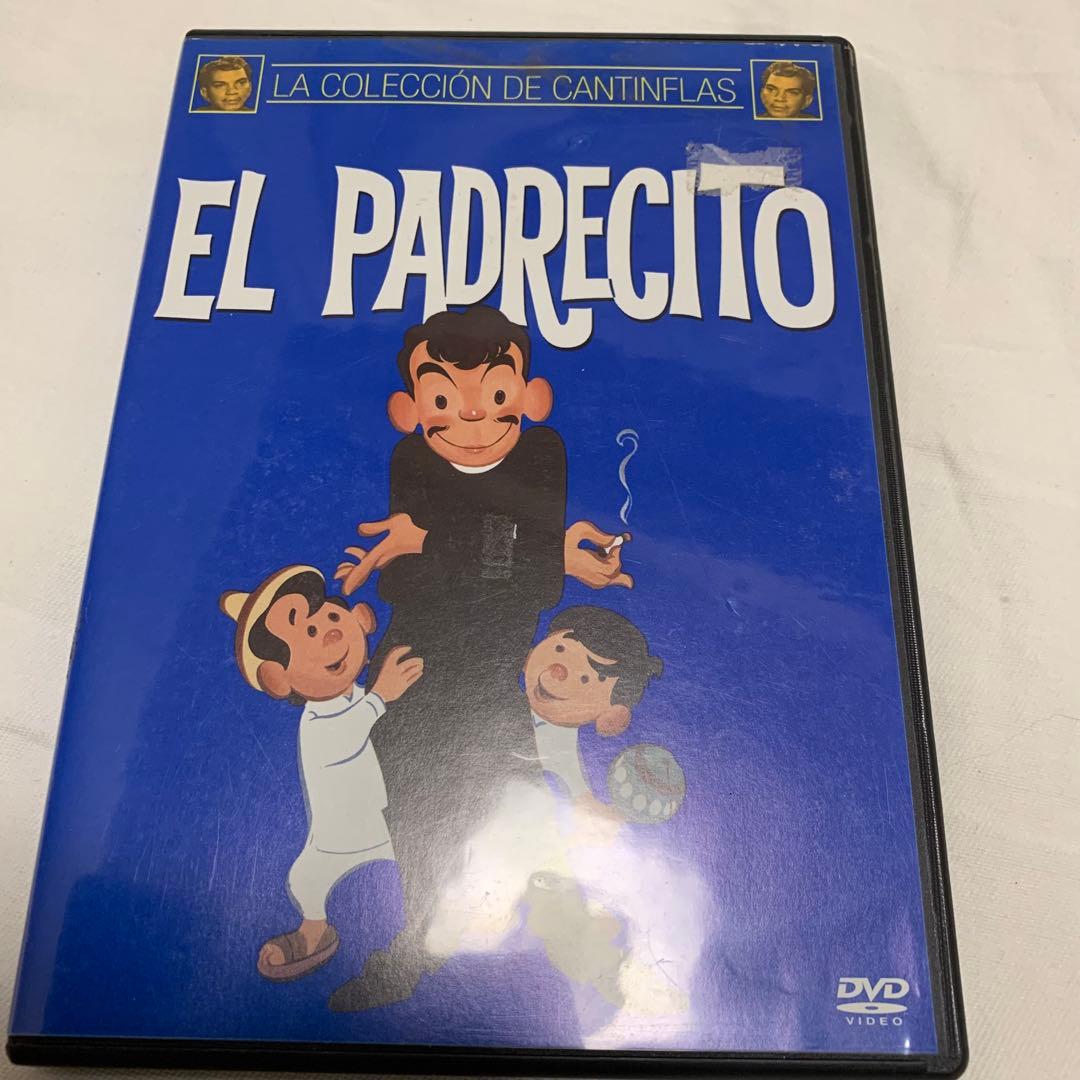 LA COLECCIÓN DE CANTINFLAS
EL PADRECITO
DVD
VIDEO